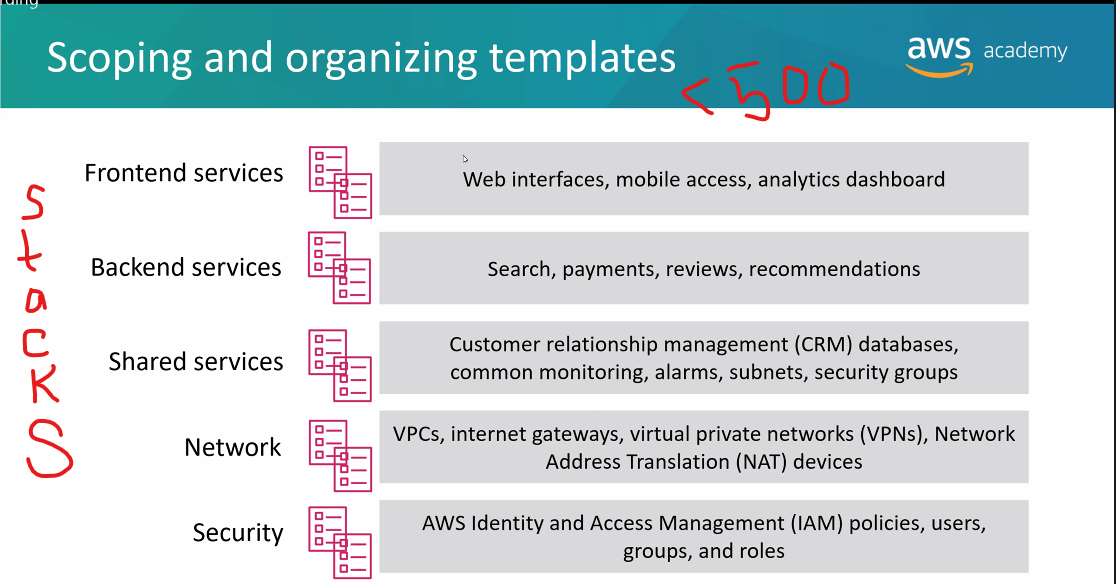 rding
Scoping and organizing templates
aws academy
< 500
Frontend services
Web interfaces, mobile access, analytics dashboard
Backend services
Search, payments, reviews, recommendations
Shared services
Customer relationship management (CRM) databases,
common monitoring, alarms, subnets, security groups
Network
VPCs, internet gateways, virtual private networks (VPNs), Network
Address Translation (NAT) devices
Security
AWS Identity and Access Management (IAM) policies, users,
groups, and roles
stacKS